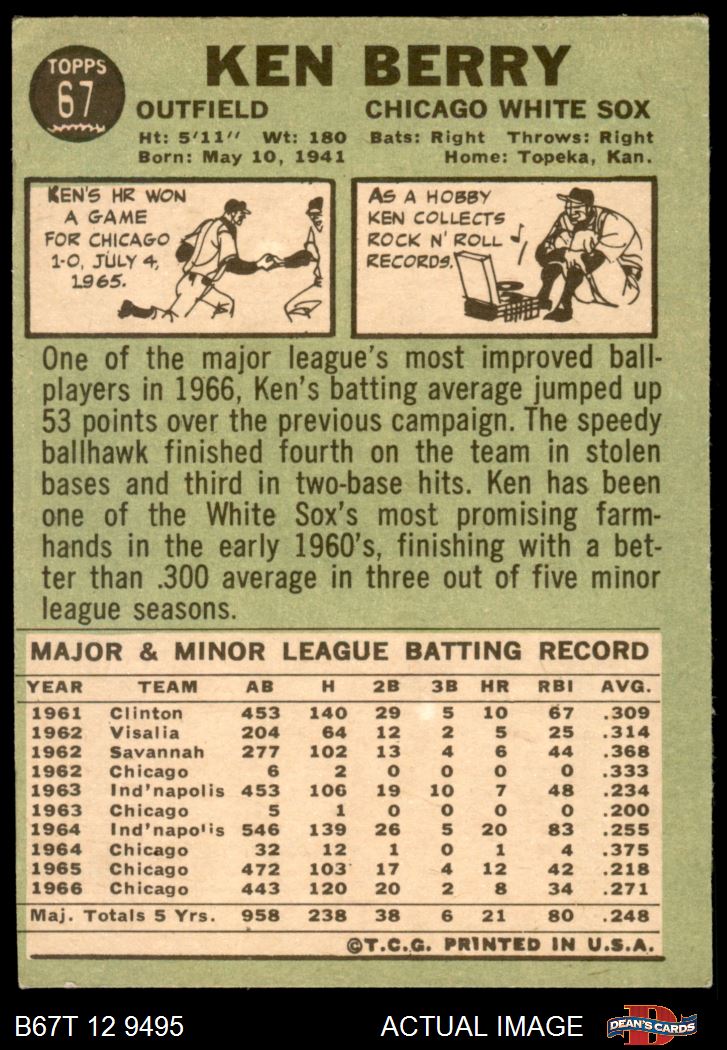 TOPPS
67
KEN BERRY
OUTFIELD CHICAGO WHITE SOX
Ht: 5'11" Wt: 180 Bats: Right Throws: Right
Born: May 10, 1941 Home: Topeka, Kan.
KEN'S HR WON
A GAME
FOR CHICAGO
1-0, JULY 4,
1965.
AS A HOBBY
KEN COLLECTS
ROCK N' ROLL
RECORDS.
One of the major league's most improved ball-
players in 1966, Ken's batting average jumped up
53 points over the previous campaign. The speedy
ballhawk finished fourth on the team in stolen
bases and third in two-base hits. Ken has been
one of the White Sox's most promising farm-
hands in the early 1960's, finishing with a bet-
ter than .300 average in three out of five minor
league seasons.
MAJOR & MINOR LEAGUE BATTING RECORD
YEAR TEAM AB H 2B 3B HR RBI AVG.
1961 Clinton 453 140 29 5 10 67 .309
1962 Visalia 204 64 12 2 5 25 .314
1962 Savannah 277 102 13 4 6 44 .368
1962 Chicago 6 2 0 0 0 0 .333
1963 Ind'napolis 453 106 19 10 7 48 .234
1963 Chicago 5 1 0 0 0 0 .200
1964 Ind'napolis 546 139 26 5 20 83 .255
1964 Chicago 32 12 1 0 1 4 .375
1965 Chicago 472 103 17 4 12 42 .218
1966 Chicago 443 120 20 2 8 34 .271
Maj. Totals 5 Yrs. 958 238 38 6 21 80 .248
©T.C.G. PRINTED IN U.S.A.
B67T 12 9495 ACTUAL IMAGE DEAN'S CARDS